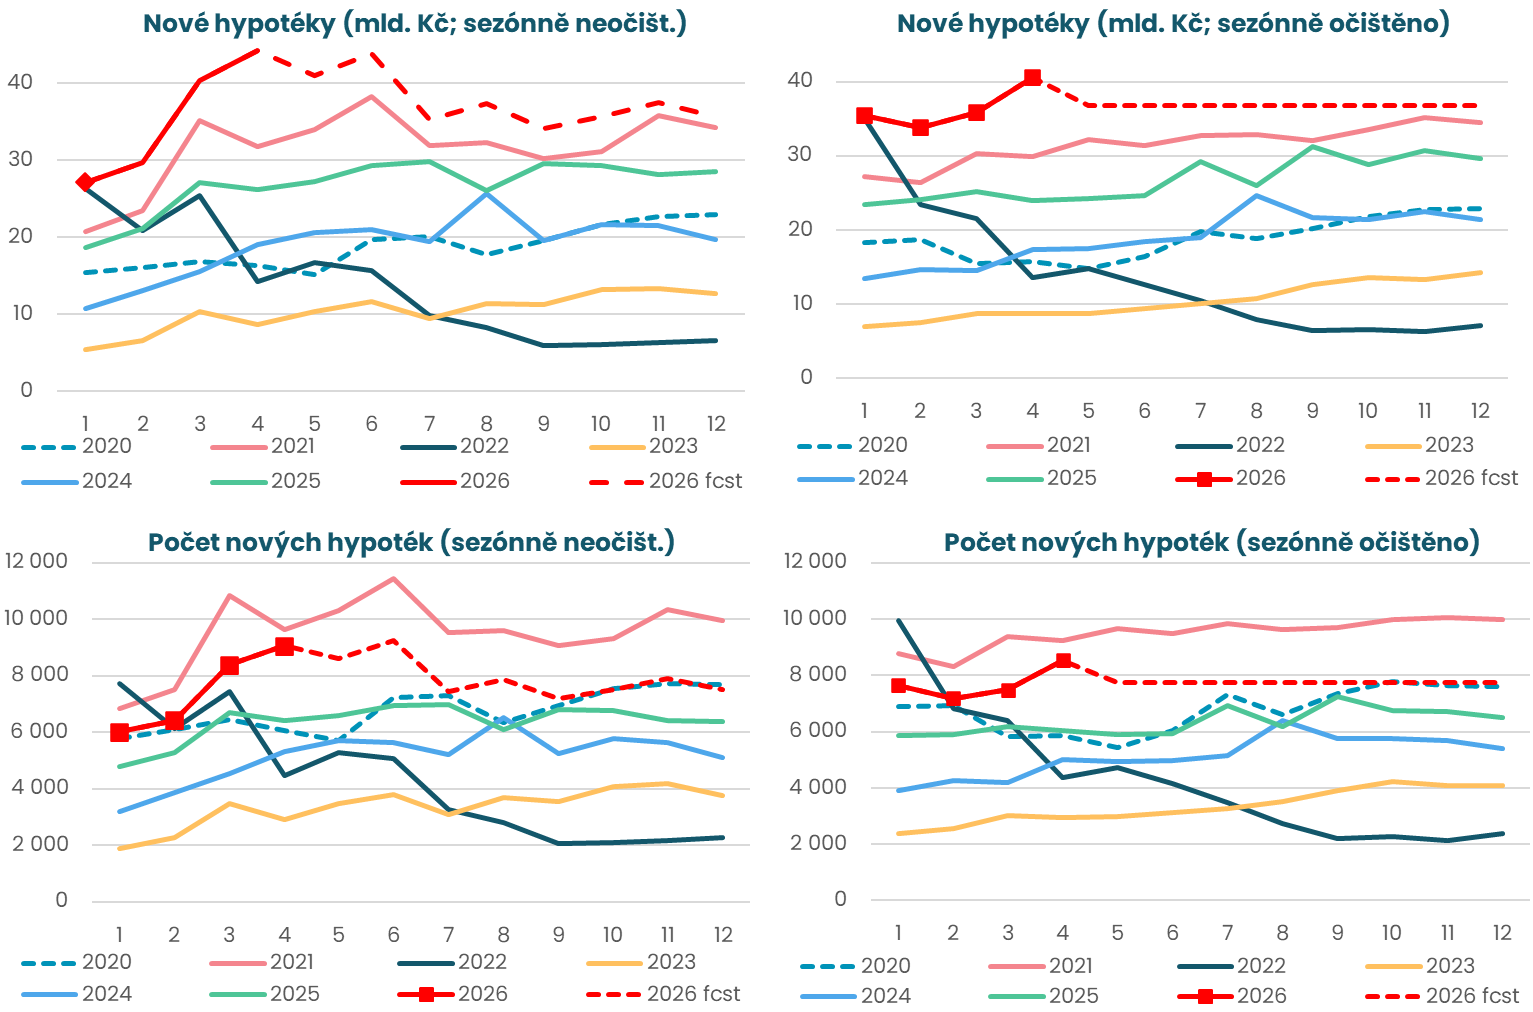 Nové hypotéky (mld. Kč; sezónně neočišt.)
40
30
20
10
0
1 2 3 4 5 6 7 8 9 10 11 12
2020 2021 2022 2023
2024 2025 2026 2026 fcst
Nové hypotéky (mld. Kč; sezónně očištěno)
40
30
20
10
0
1 2 3 4 5 6 7 8 9 10 11 12
2020 2021 2022 2023
2024 2025 2026 2026 fcst
Počet nových hypoték (sezónně neočišt.)
12 000
10 000
8 000
6 000
4 000
2 000
0
1 2 3 4 5 6 7 8 9 10 11 12
2020 2021 2022 2023
2024 2025 2026 2026 fcst
Počet nových hypoték (sezónně očištěno)
12 000
10 000
8 000
6 000
4 000
2 000
0
1 2 3 4 5 6 7 8 9 10 11 12
2020 2021 2022 2023
2024 2025 2026 2026 fcst